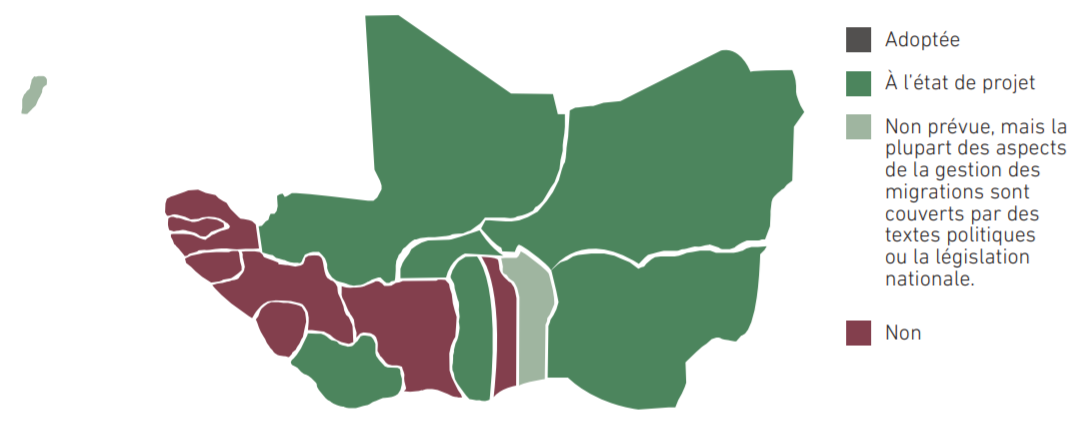 Adoptée
À l'état de projet
Non prévue, mais la
plupart des aspects
de la gestion des
migrations sont
couverts par des
textes politiques
ou la législation
nationale.
Non